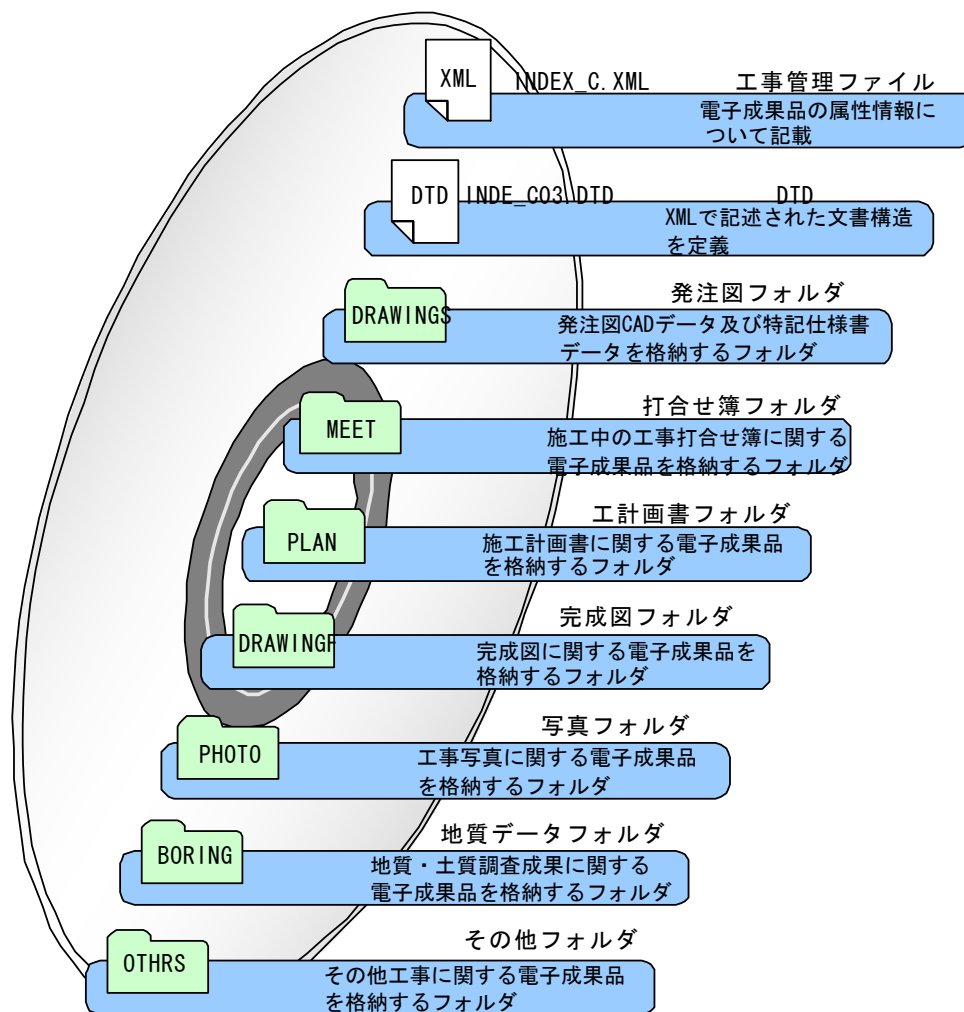 XML INDEX_C.XML 工事管理ファイル
電子成果品の属性情報に
ついて記載
DTD INDE_C03.DTD DTD
XMLで記述された文書構造
を定義
発注図フォルダ
DRAWINGS
発注図CADデータ及び特記仕様書
データを格納するフォルダ
打合せ簿フォルダ
MEET
施工中の工事打合せ簿に関する
電子成果品を格納するフォルダ
工計画書フォルダ
PLAN
施工計画書に関する電子成果品
を格納するフォルダ
完成図フォルダ
DRAWINGF
完成図に関する電子成果品を
格納するフォルダ
写真フォルダ
PHOTO
工事写真に関する電子成果品
を格納するフォルダ
地質データフォルダ
BORING
地質・土質調査成果に関する
電子成果品を格納するフォルダ
その他フォルダ
OTHRS
その他工事に関する電子成果品
を格納するフォルダ